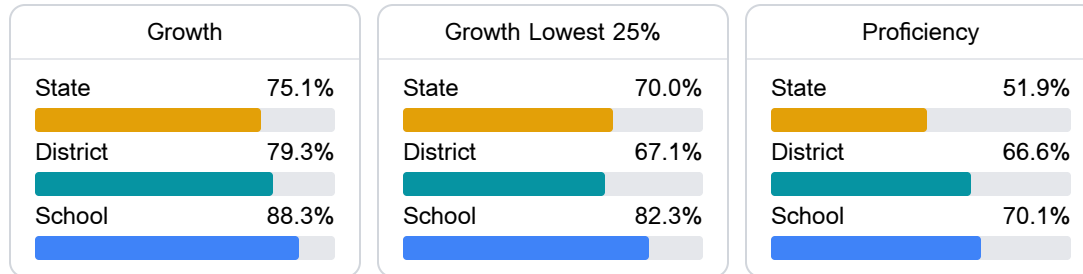 Growth
State 75.1%
District 79.3%
School 88.3%
Growth Lowest 25%
State 70.0%
District 67.1%
School 82.3%
Proficiency
State 51.9%
District 66.6%
School 70.1%